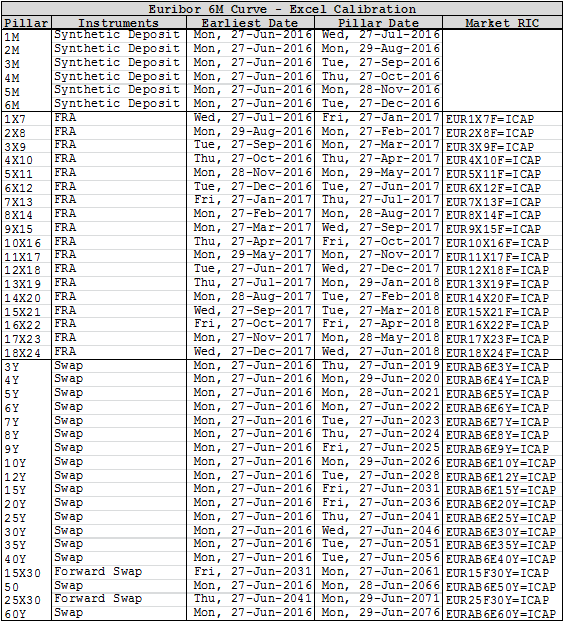 Euribor 6M Curve - Excel Calibration
Pillar Instruments Earliest Date Pillar Date Market RIC
1M Synthetic Deposit Mon, 27-Jun-2016 Wed, 27-Jul-2016
2M Synthetic Deposit Mon, 27-Jun-2016 Mon, 29-Aug-2016
3M Synthetic Deposit Mon, 27-Jun-2016 Tue, 27-Sep-2016
4M Synthetic Deposit Mon, 27-Jun-2016 Thu, 27-Oct-2016
5M Synthetic Deposit Mon, 27-Jun-2016 Mon, 28-Nov-2016
6M Synthetic Deposit Mon, 27-Jun-2016 Tue, 27-Dec-2016
1X7 FRA Wed, 27-Jul-2016 Fri, 27-Jan-2017 EUR1X7F=ICAP
2X8 FRA Mon, 29-Aug-2016 Mon, 27-Feb-2017 EUR2X8F=ICAP
3X9 FRA Tue, 27-Sep-2016 Mon, 27-Mar-2017 EUR3X9F=ICAP
4X10 FRA Thu, 27-Oct-2016 Thu, 27-Apr-2017 EUR4X10F=ICAP
5X11 FRA Mon, 28-Nov-2016 Mon, 29-May-2017 EUR5X11F=ICAP
6X12 FRA Tue, 27-Dec-2016 Tue, 27-Jun-2017 EUR6X12F=ICAP
7X13 FRA Fri, 27-Jan-2017 Thu, 27-Jul-2017 EUR7X13F=ICAP
8X14 FRA Mon, 27-Feb-2017 Mon, 28-Aug-2017 EUR8X14F=ICAP
9X15 FRA Mon, 27-Mar-2017 Wed, 27-Sep-2017 EUR9X15F=ICAP
10X16 FRA Thu, 27-Apr-2017 Fri, 27-Oct-2017 EUR10X16F=ICAP
11X17 FRA Mon, 29-May-2017 Mon, 27-Nov-2017 EUR11X17F=ICAP
12X18 FRA Tue, 27-Jun-2017 Wed, 27-Dec-2017 EUR12X18F=ICAP
13X19 FRA Thu, 27-Jul-2017 Mon, 29-Jan-2018 EUR13X19F=ICAP
14X20 FRA Mon, 28-Aug-2017 Tue, 27-Feb-2018 EUR14X20F=ICAP
15X21 FRA Wed, 27-Sep-2017 Tue, 27-Mar-2018 EUR15X21F=ICAP
16X22 FRA Fri, 27-Oct-2017 Fri, 27-Apr-2018 EUR16X22F=ICAP
17X23 FRA Mon, 27-Nov-2017 Mon, 28-May-2018 EUR17X23F=ICAP
18X24 FRA Wed, 27-Dec-2017 Wed, 27-Jun-2018 EUR18X24F=ICAP
3Y Swap Mon, 27-Jun-2016 Thu, 27-Jun-2019 EURAB6E3Y=ICAP
4Y Swap Mon, 27-Jun-2016 Mon, 29-Jun-2020 EURAB6E4Y=ICAP
5Y Swap Mon, 27-Jun-2016 Mon, 28-Jun-2021 EURAB6E5Y=ICAP
6Y Swap Mon, 27-Jun-2016 Mon, 27-Jun-2022 EURAB6E6Y=ICAP
7Y Swap Mon, 27-Jun-2016 Tue, 27-Jun-2023 EURAB6E7Y=ICAP
8Y Swap Mon, 27-Jun-2016 Thu, 27-Jun-2024 EURAB6E8Y=ICAP
9Y Swap Mon, 27-Jun-2016 Fri, 27-Jun-2025 EURAB6E9Y=ICAP
10Y Swap Mon, 27-Jun-2016 Mon, 29-Jun-2026 EURAB6E10Y=ICAP
12Y Swap Mon, 27-Jun-2016 Tue, 27-Jun-2028 EURAB6E12Y=ICAP
15Y Swap Mon, 27-Jun-2016 Fri, 27-Jun-2031 EURAB6E15Y=ICAP
20Y Swap Mon, 27-Jun-2016 Fri, 27-Jun-2036 EURAB6E20Y=ICAP
25Y Swap Mon, 27-Jun-2016 Thu, 27-Jun-2041 EURAB6E25Y=ICAP
30Y Swap Mon, 27-Jun-2016 Wed, 27-Jun-2046 EURAB6E30Y=ICAP
35Y Swap Mon, 27-Jun-2016 Tue, 27-Jun-2051 EURAB6E35Y=ICAP
40Y Swap Mon, 27-Jun-2016 Tue, 27-Jun-2056 EURAB6E40Y=ICAP
15X30 Forward Swap Fri, 27-Jun-2031 Mon, 27-Jun-2061 EUR15F30Y=ICAP
50 Swap Mon, 27-Jun-2016 Mon, 28-Jun-2066 EURAB6E50Y=ICAP
25X30 Forward Swap Thu, 27-Jun-2041 Mon, 29-Jun-2071 EUR25F30Y=ICAP
60Y Swap Mon, 27-Jun-2016 Mon, 29-Jun-2076 EURAB6E60Y=ICAP